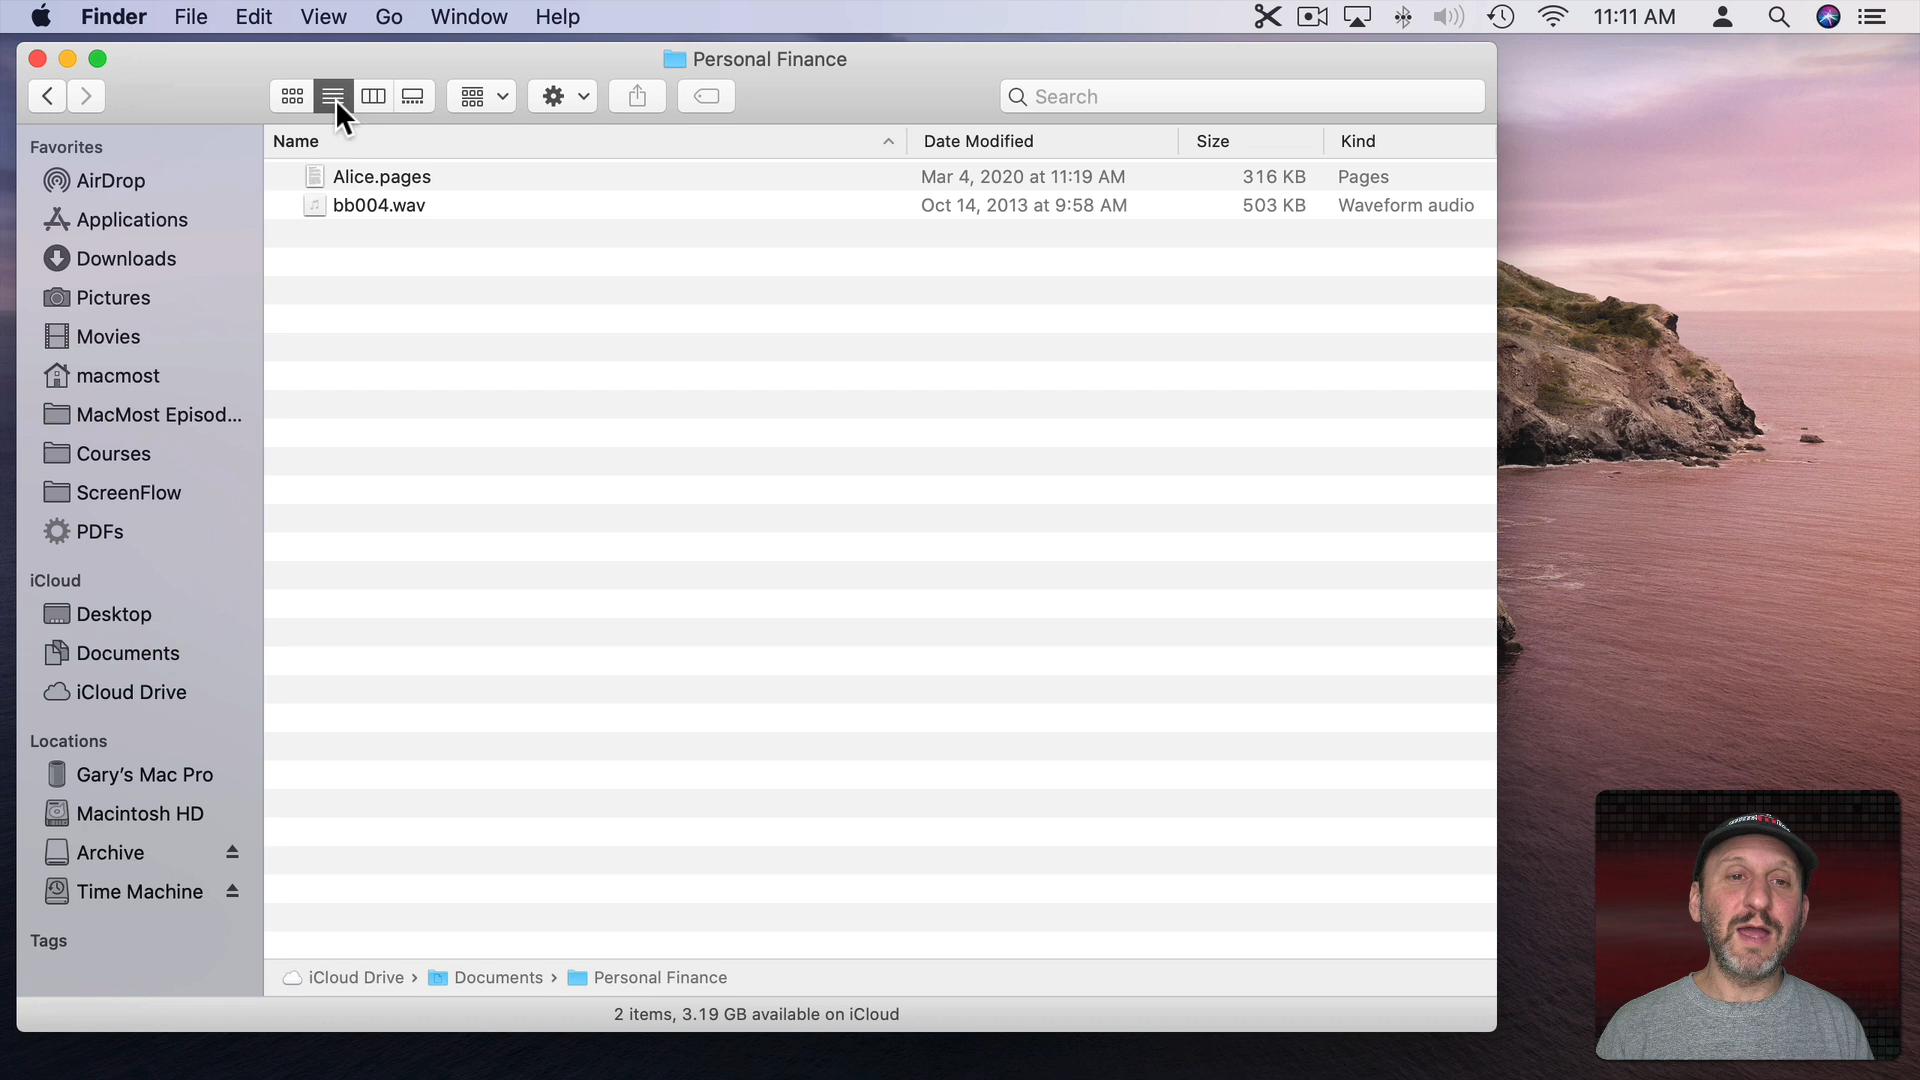 Finder File Edit View Go Window Help 11:11 AM
Personal Finance
Search
Favorites
AirDrop
Applications
Downloads
Pictures
Movies
macmost
MacMost Episod...
Courses
ScreenFlow
PDFs
iCloud
Desktop
Documents
iCloud Drive
Locations
Gary’s Mac Pro
Macintosh HD
Archive
Time Machine
Tags
Name Date Modified Size Kind
Alice.pages Mar 4, 2020 at 11:19 AM 316 KB Pages
bb004.wav Oct 14, 2013 at 9:58 AM 503 KB Waveform audio
iCloud Drive › Documents › Personal Finance
2 items, 3.19 GB available on iCloud